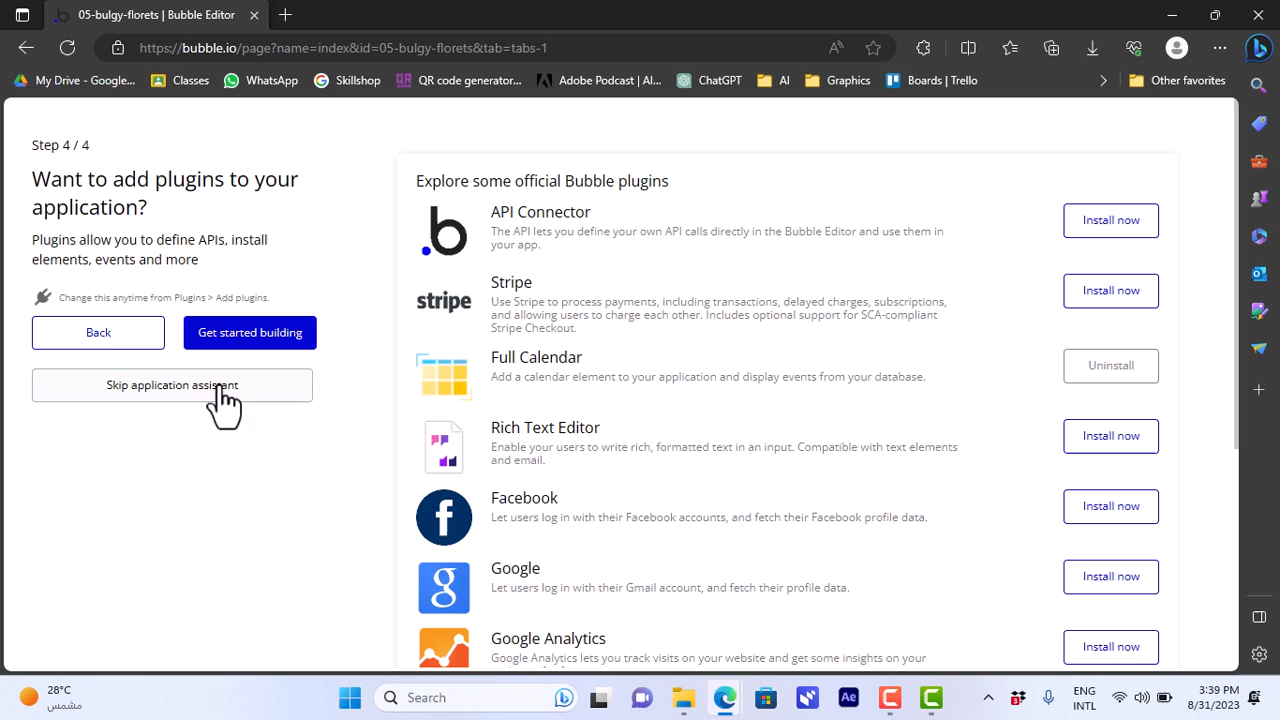 05-bulgy-florets | Bubble Editor
https://bubble.io/page?name=index&id=05-bulgy-florets&tab=tabs-1
My Drive - Google...
Classes
WhatsApp
Skillshop
QR code generator...
Adobe Podcast | AI...
ChatGPT
AI
Graphics
Boards | Trello
Other favorites
Step 4 / 4
Want to add plugins to your
application?
Plugins allow you to define APIs, install
elements, events and more
Change this anytime from Plugins > Add plugins.
Back
Get started building
Skip application assistant
Explore some official Bubble plugins
API Connector
The API lets you define your own API calls directly in the Bubble Editor and use them in
your app.
Install now
stripe
Stripe
Use Stripe to process payments, including transactions, delayed charges, subscriptions,
and allowing users to charge each other. Includes optional support for SCA-compliant
Stripe Checkout.
Install now
Full Calendar
Add a calendar element to your application and display events from your database.
Uninstall
Rich Text Editor
Enable your users to write rich, formatted text in an input. Compatible with text elements
and email.
Install now
Facebook
Let users log in with their Facebook accounts, and fetch their Facebook profile data.
Install now
Google
Let users log in with their Gmail account, and fetch their profile data.
Install now
Google Analytics
Google Analytics lets you track visits on your website and get some insights on your
Install now
28°C
مشمس
Search
Ae
ENG
INTL
3:39 PM
8/31/2023